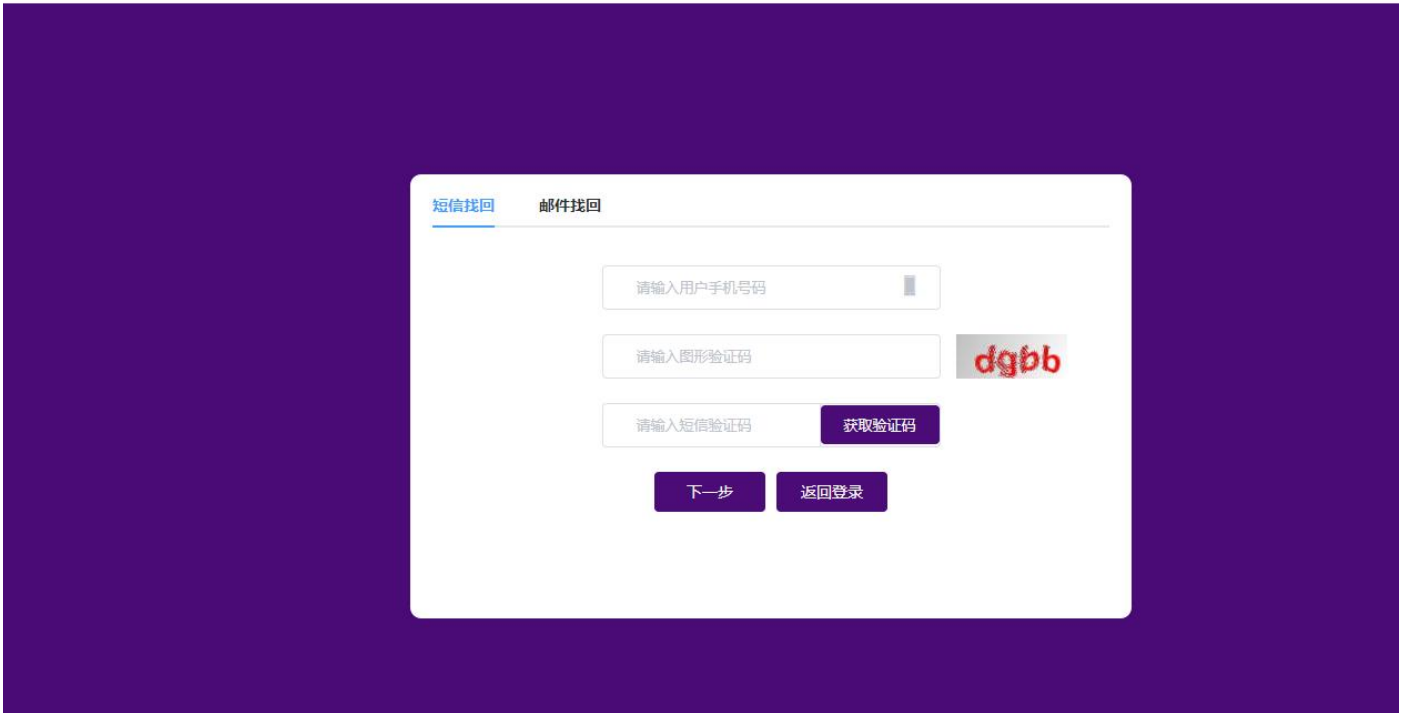 短信找回 邮件找回
请输入用户手机号码
请输入图形验证码 dgbb
请输入短信验证码 获取验证码
下一步 返回登录